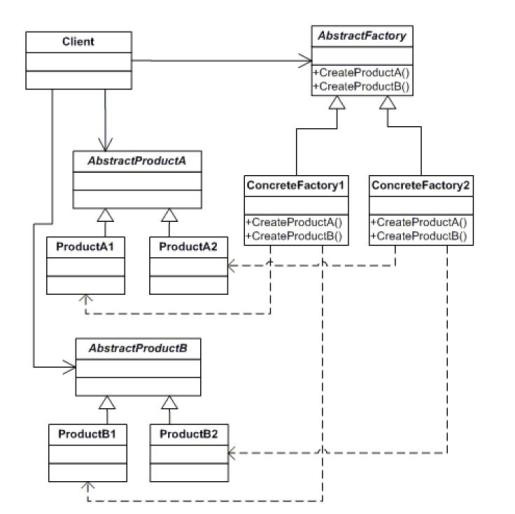 Client
AbstractFactory
+CreateProductA()
+CreateProductB()
AbstractProductA
ConcreteFactory1
+CreateProductA()
+CreateProductB()
ConcreteFactory2
+CreateProductA()
+CreateProductB()
ProductA1
ProductA2
AbstractProductB
ProductB1
ProductB2